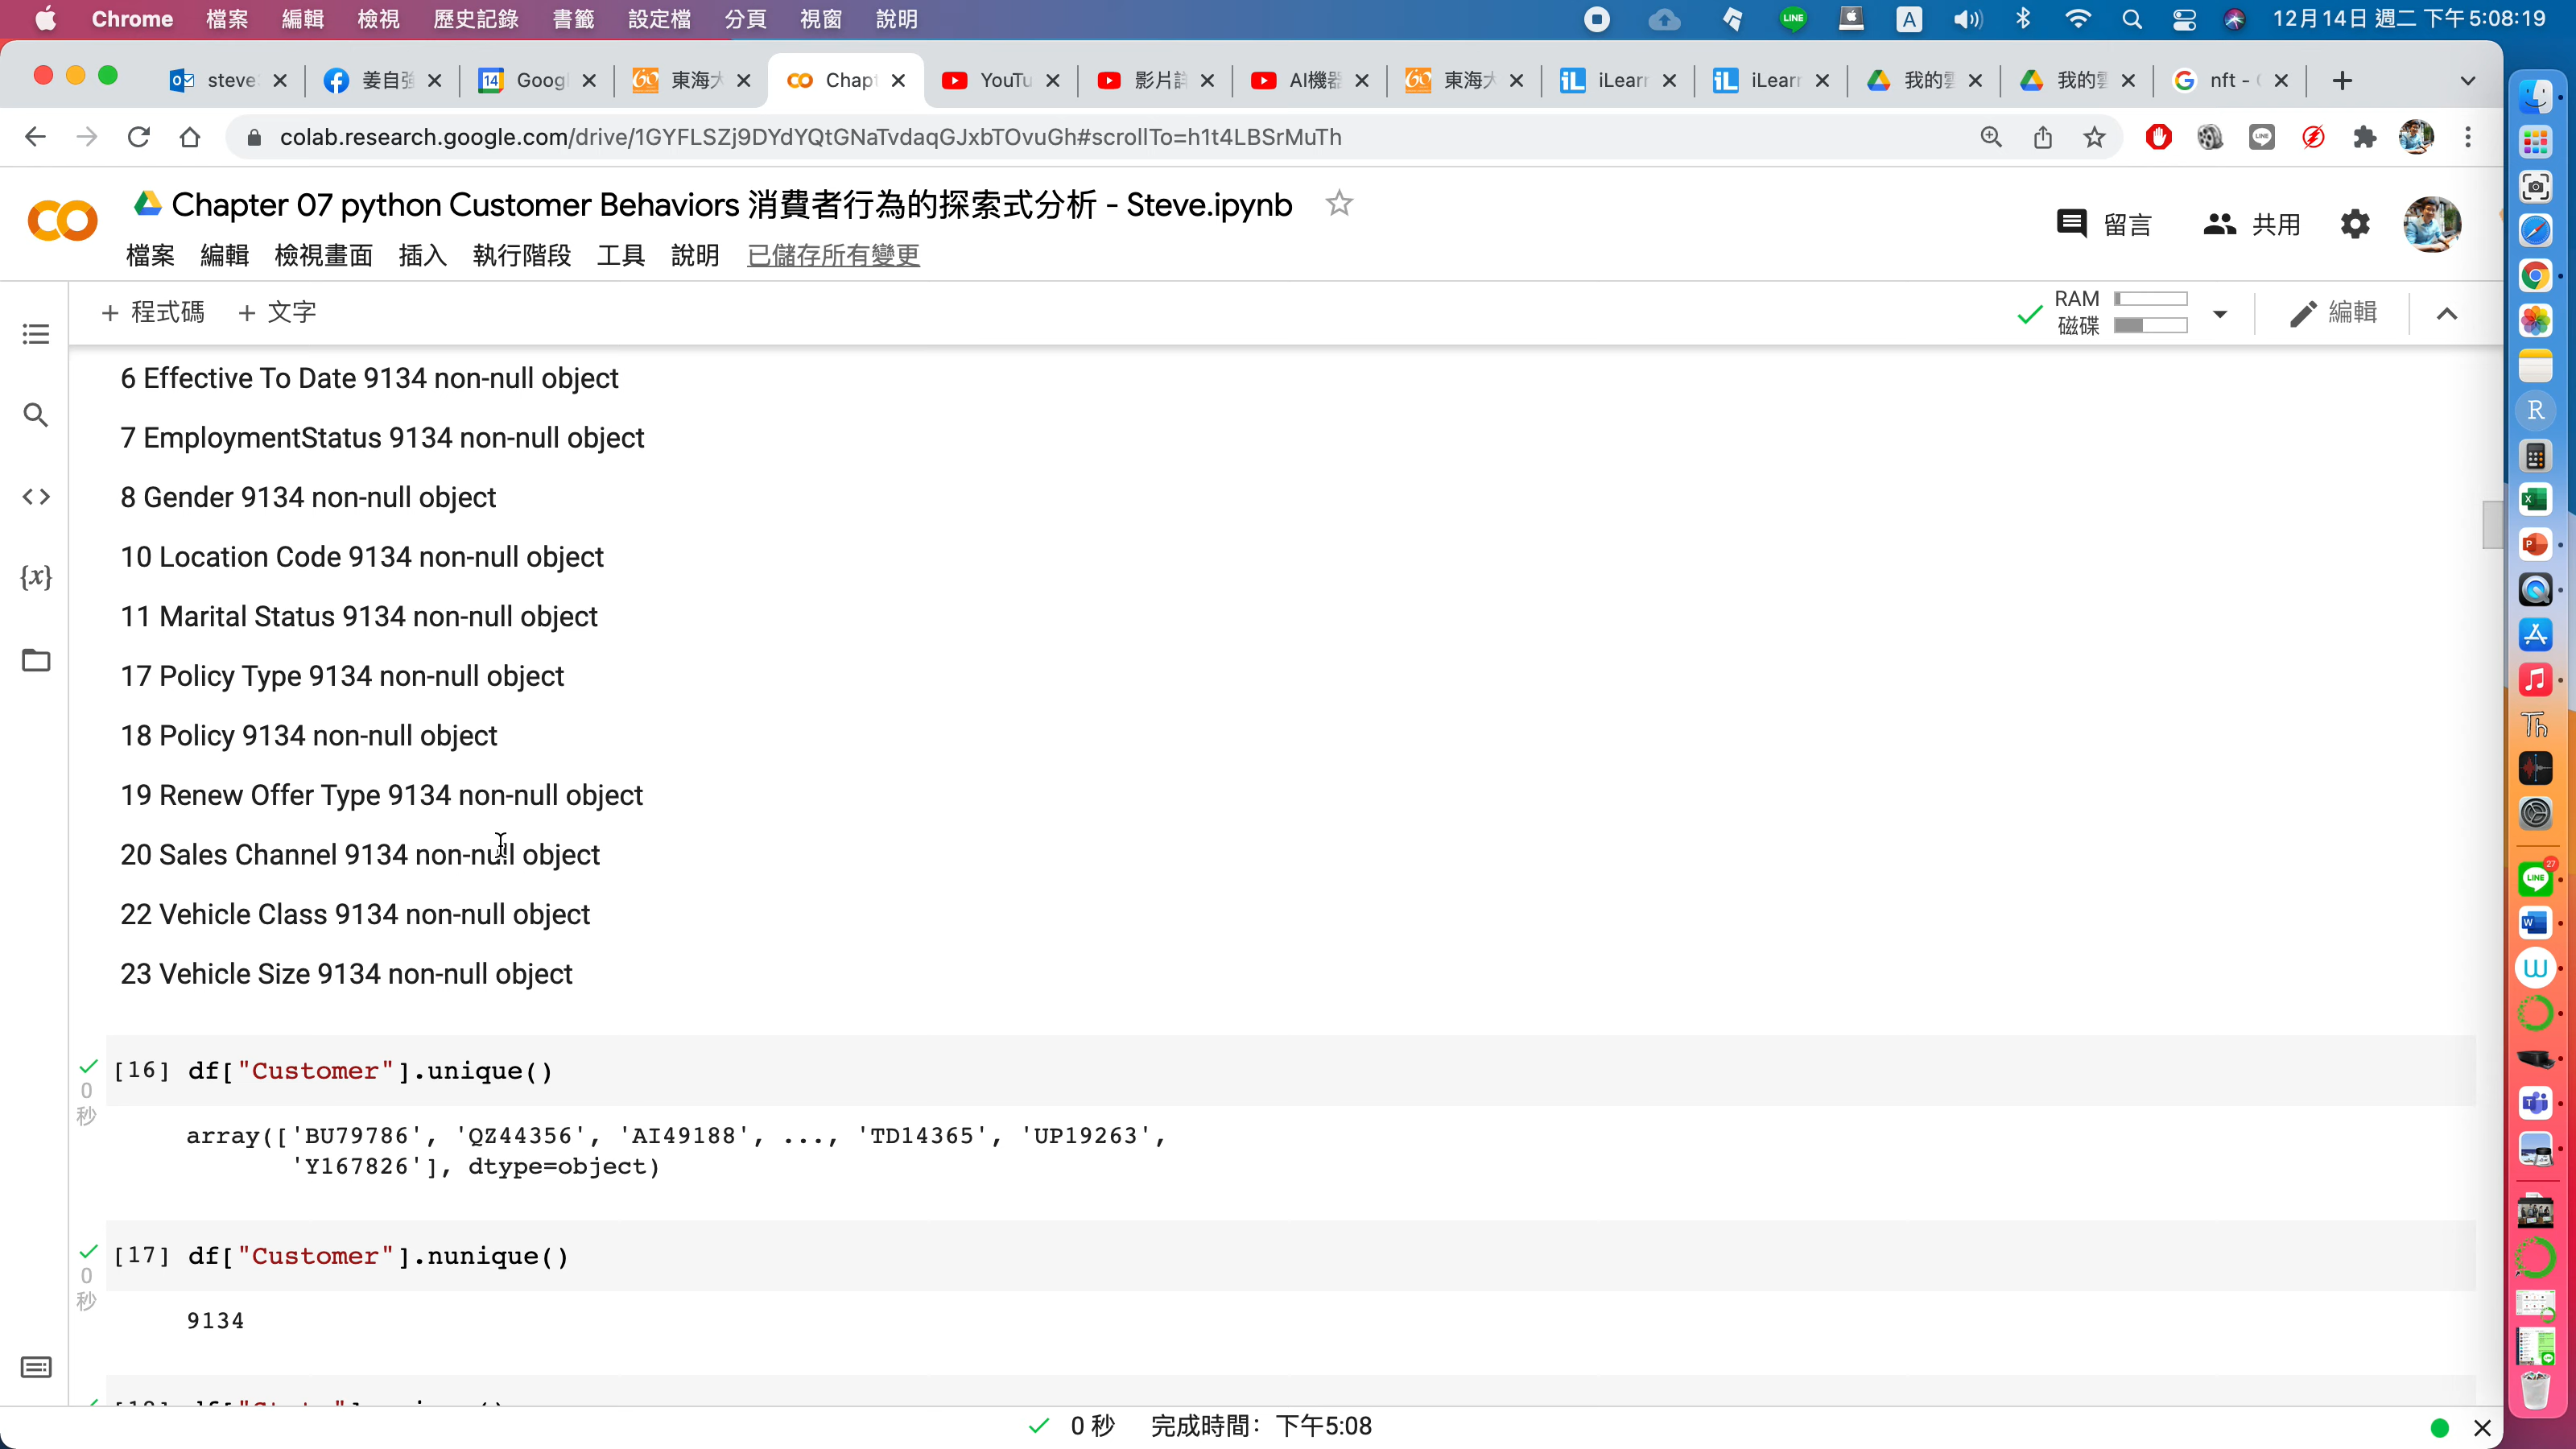 Chrome 檔案 編輯 檢視 歷史記錄 書籤 設定檔 分頁 視窗 說明 LINE A 12月14日 週二 下午5:08:19
steve 姜自強 14 Googl 東海大 Chapt YouTu 影片詳 AI機器 東海大 iLearn iLearn 我的雲 我的雲 nft - G
colab.research.google.com/drive/1GYFLSZj9DYdYQtGNaTvdaqGJxbTOvuGh#scrollTo=h1t4LBSrMuTh
Chapter 07 python Customer Behaviors 消費者行為的探索式分析 - Steve.ipynb
留言 共用
檔案 編輯 檢視畫面 插入 執行階段 工具 說明 已儲存所有變更
+ 程式碼 + 文字
RAM
磁碟
編輯
6 Effective To Date 9134 non-null object
7 EmploymentStatus 9134 non-null object
8 Gender 9134 non-null object
10 Location Code 9134 non-null object
11 Marital Status 9134 non-null object
17 Policy Type 9134 non-null object
18 Policy 9134 non-null object
19 Renew Offer Type 9134 non-null object
20 Sales Channel 9134 non-null object
22 Vehicle Class 9134 non-null object
23 Vehicle Size 9134 non-null object
[16] df["Customer"].unique()
0
秒
array(['BU79786', 'QZ44356', 'AI49188', ..., 'TD14365', 'UP19263',
'Y167826'], dtype=object)
[17] df["Customer"].nunique()
0
秒
9134
0 秒 完成時間： 下午5:08